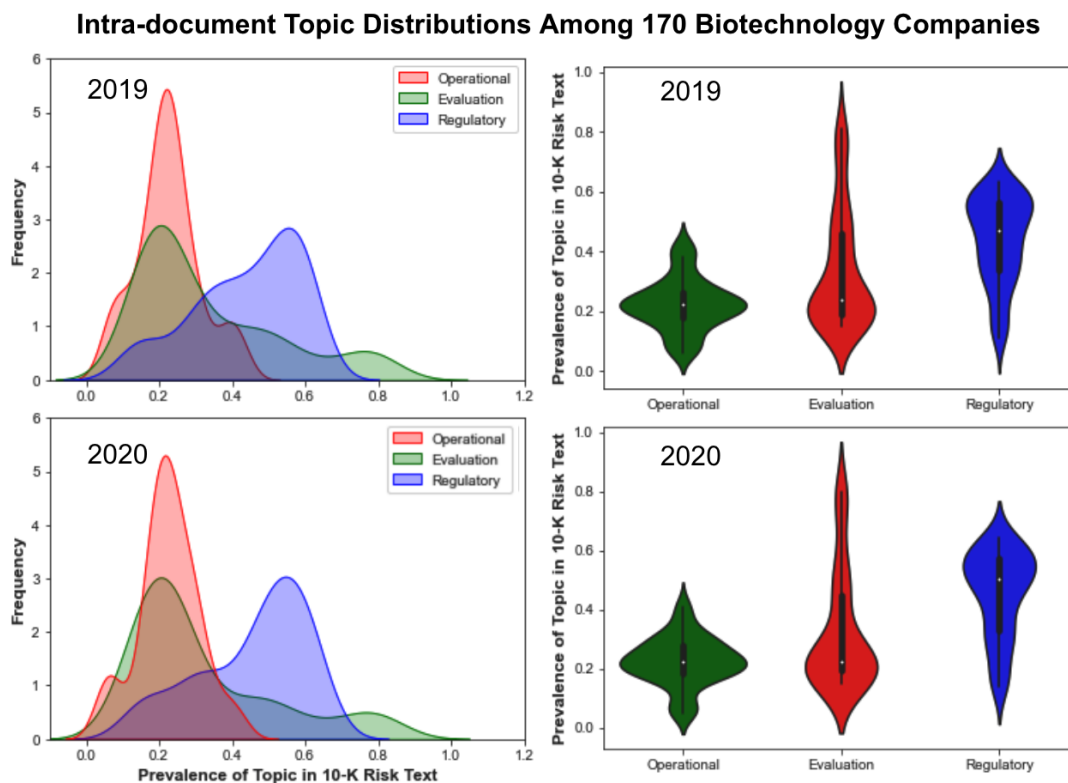 Intra-document Topic Distributions Among 170 Biotechnology Companies
2019
Operational
Evaluation
Regulatory
Frequency
6
5
4
3
2
1
0
0.0 0.2 0.4 0.6 0.8 1.0 1.2
2019
Prevalence of Topic in 10-K Risk Text
1.0
0.8
0.6
0.4
0.2
0.0
Operational Evaluation Regulatory
2020
Operational
Evaluation
Regulatory
Frequency
6
5
4
3
2
1
0
0.0 0.2 0.4 0.6 0.8 1.0 1.2
Prevalence of Topic in 10-K Risk Text
2020
Prevalence of Topic in 10-K Risk Text
1.0
0.8
0.6
0.4
0.2
0.0
Operational Evaluation Regulatory